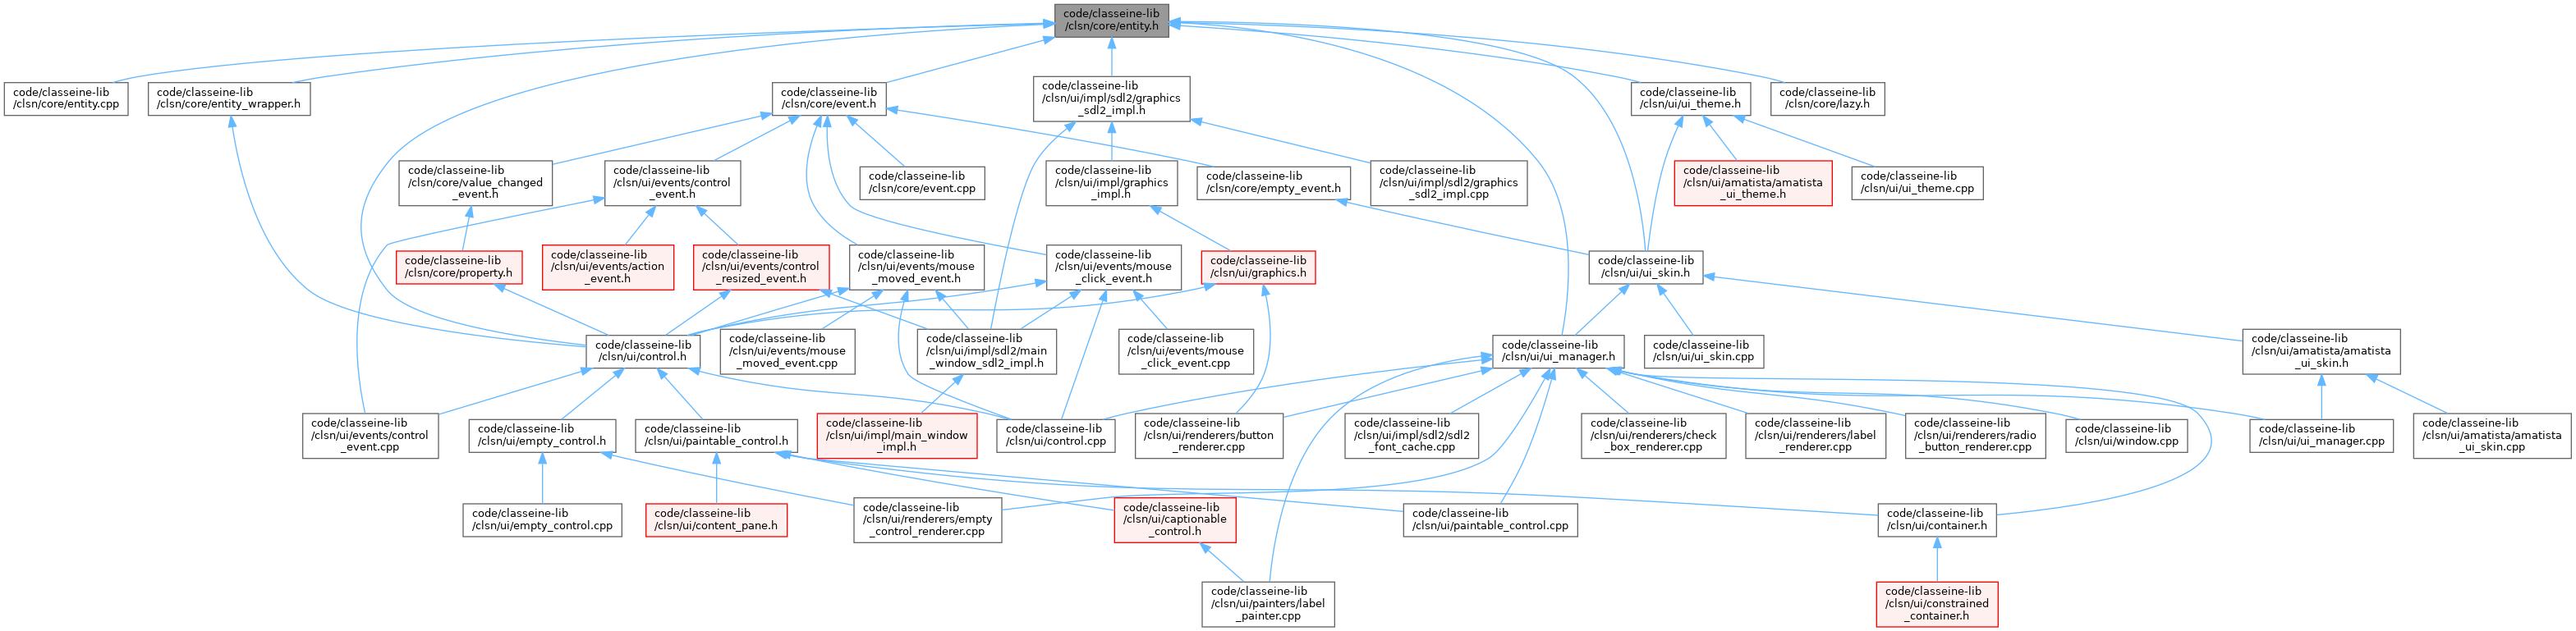 code/classeine-lib
/clsn/core/entity.h
code/classeine-lib
/clsn/core/entity.cpp
code/classeine-lib
/clsn/core/entity_wrapper.h
code/classeine-lib
/clsn/core/event.h
code/classeine-lib
/clsn/ui/impl/sdl2/graphics
_sdl2_impl.h
code/classeine-lib
/clsn/ui/ui_theme.h
code/classeine-lib
/clsn/core/lazy.h
code/classeine-lib
/clsn/core/value_changed
_event.h
code/classeine-lib
/clsn/ui/events/control
_event.h
code/classeine-lib
/clsn/core/event.cpp
code/classeine-lib
/clsn/ui/impl/graphics
_impl.h
code/classeine-lib
/clsn/core/empty_event.h
code/classeine-lib
/clsn/ui/impl/sdl2/graphics
_sdl2_impl.cpp
code/classeine-lib
/clsn/ui/amatista/amatista
_ui_theme.h
code/classeine-lib
/clsn/ui/ui_theme.cpp
code/classeine-lib
/clsn/core/property.h
code/classeine-lib
/clsn/ui/events/action
_event.h
code/classeine-lib
/clsn/ui/events/control
_resized_event.h
code/classeine-lib
/clsn/ui/events/mouse
_moved_event.h
code/classeine-lib
/clsn/ui/events/mouse
_click_event.h
code/classeine-lib
/clsn/ui/graphics.h
code/classeine-lib
/clsn/ui/ui_skin.h
code/classeine-lib
/clsn/ui/control.h
code/classeine-lib
/clsn/ui/events/mouse
_moved_event.cpp
code/classeine-lib
/clsn/ui/impl/sdl2/main
_window_sdl2_impl.h
code/classeine-lib
/clsn/ui/events/mouse
_click_event.cpp
code/classeine-lib
/clsn/ui/ui_manager.h
code/classeine-lib
/clsn/ui/ui_skin.cpp
code/classeine-lib
/clsn/ui/amatista/amatista
_ui_skin.h
code/classeine-lib
/clsn/ui/events/control
_event.cpp
code/classeine-lib
/clsn/ui/empty_control.h
code/classeine-lib
/clsn/ui/paintable_control.h
code/classeine-lib
/clsn/ui/impl/main_window
_impl.h
code/classeine-lib
/clsn/ui/control.cpp
code/classeine-lib
/clsn/ui/renderers/button
_renderer.cpp
code/classeine-lib
/clsn/ui/impl/sdl2/sdl2
_font_cache.cpp
code/classeine-lib
/clsn/ui/renderers/check
_box_renderer.cpp
code/classeine-lib
/clsn/ui/renderers/label
_renderer.cpp
code/classeine-lib
/clsn/ui/renderers/radio
_button_renderer.cpp
code/classeine-lib
/clsn/ui/window.cpp
code/classeine-lib
/clsn/ui/ui_manager.cpp
code/classeine-lib
/clsn/ui/amatista/amatista
_ui_skin.cpp
code/classeine-lib
/clsn/ui/empty_control.cpp
code/classeine-lib
/clsn/ui/content_pane.h
code/classeine-lib
/clsn/ui/renderers/empty
_control_renderer.cpp
code/classeine-lib
/clsn/ui/captionable
_control.h
code/classeine-lib
/clsn/ui/paintable_control.cpp
code/classeine-lib
/clsn/ui/container.h
code/classeine-lib
/clsn/ui/painters/label
_painter.cpp
code/classeine-lib
/clsn/ui/constrained
_container.h